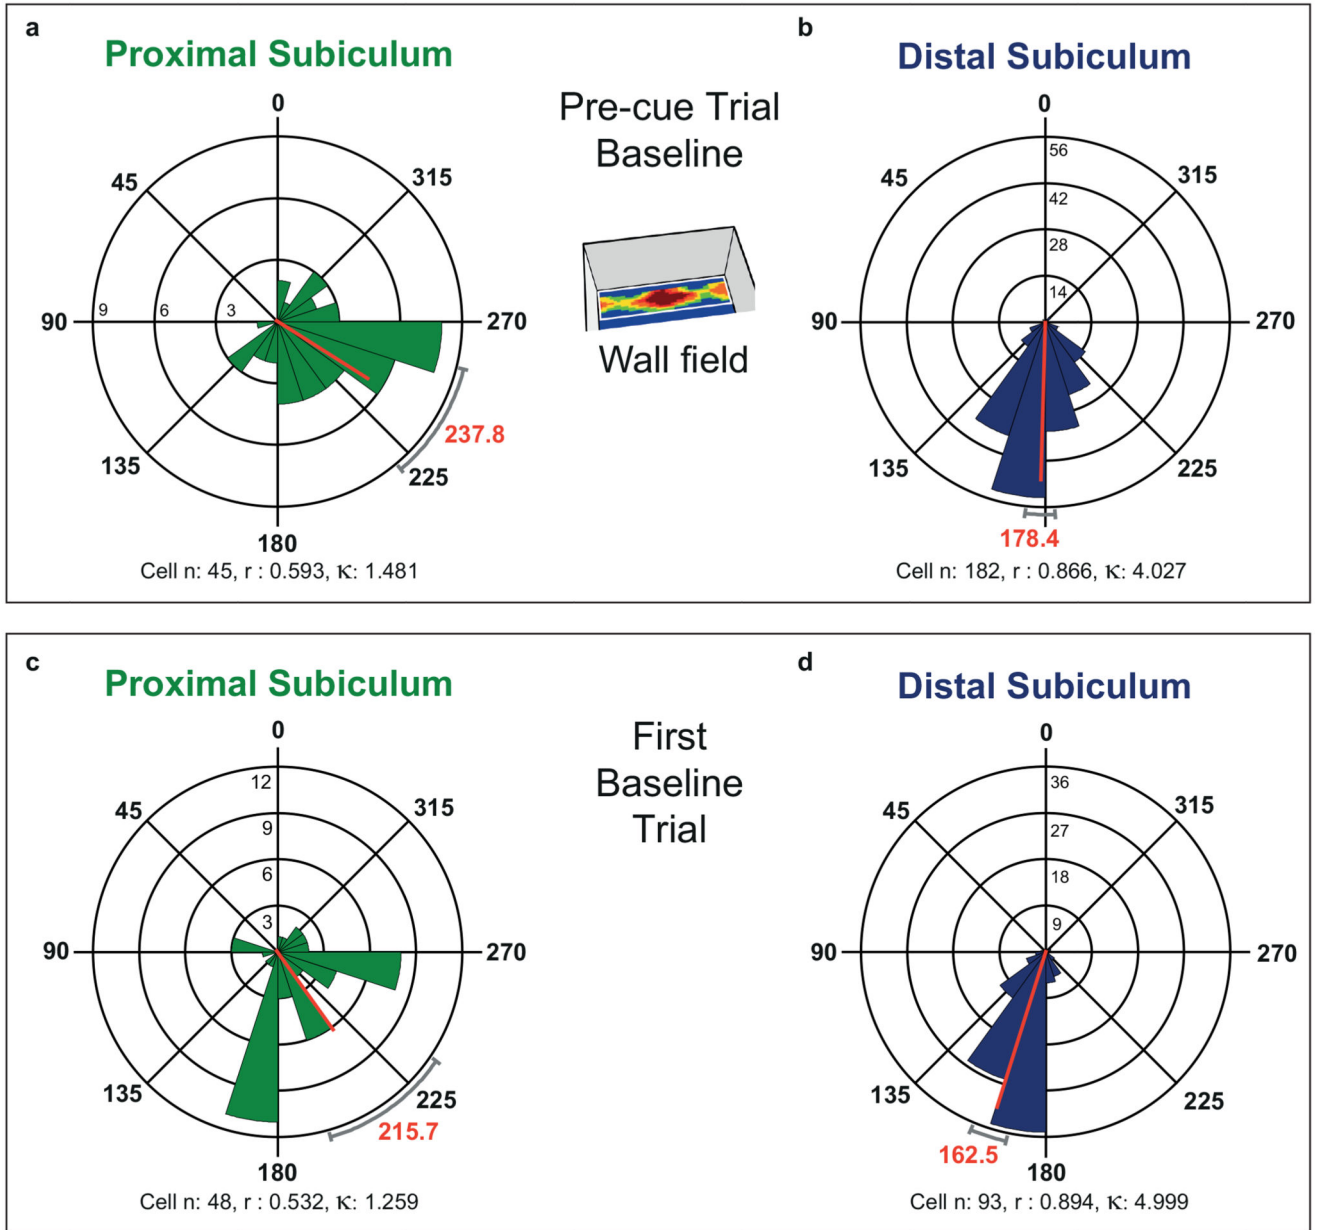 a
Proximal Subiculum
0
45
315
90
9
6
3
270
135
225
237.8
180
Cell n: 45, r : 0.593, κ: 1.481
Pre-cue Trial
Baseline
Wall field
b
Distal Subiculum
0
56
45
315
42
28
14
90
270
135
225
178.4
Cell n: 182, r : 0.866, κ: 4.027
c
Proximal Subiculum
0
12
45
315
9
6
3
90
270
135
225
215.7
180
Cell n: 48, r : 0.532, κ: 1.259
First
Baseline
Trial
d
Distal Subiculum
0
36
45
315
27
18
9
90
270
135
225
162.5
180
Cell n: 93, r : 0.894, κ: 4.999